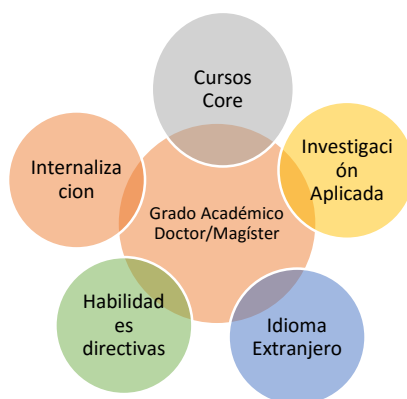 Cursos
Core
Investigaci
ón
Aplicada
Internaliza
cion
Grado Académico
Doctor/Magíster
Habilidad
es
directivas
Idioma
Extranjero